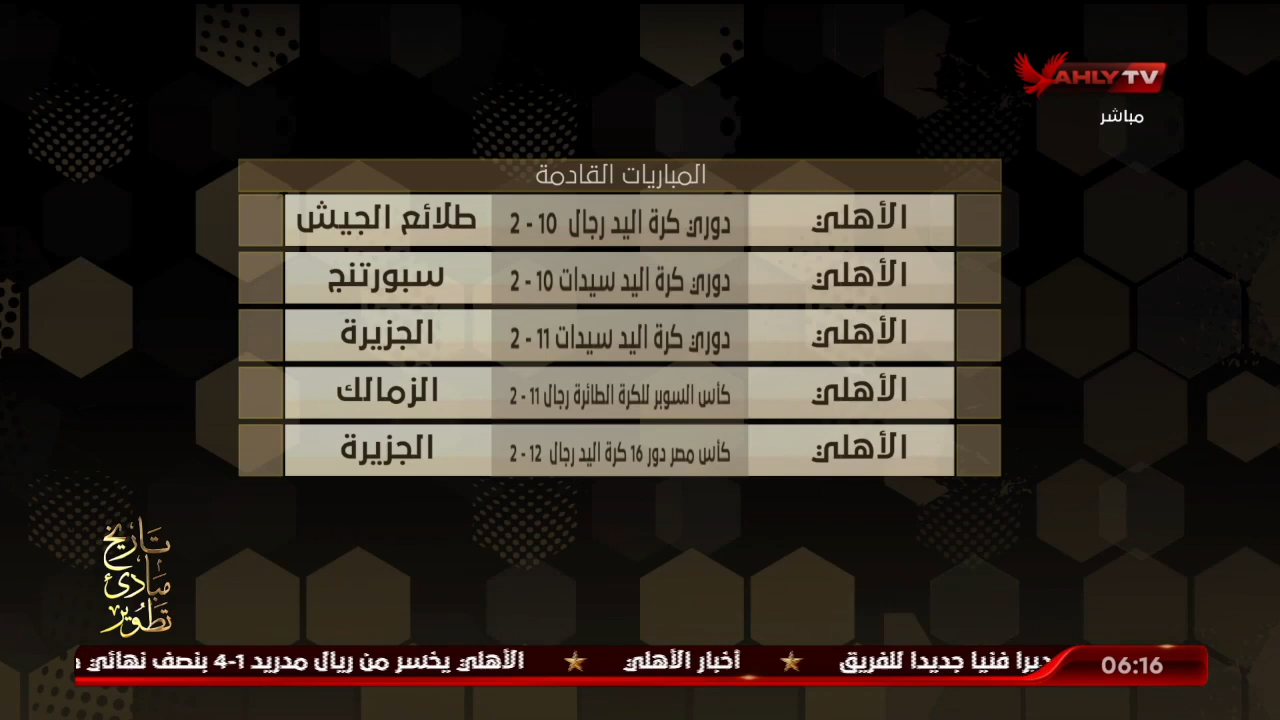 AHLY TV
مباشر
المباريات القادمة
الأهلي دوري كرة اليد رجال 10 - 2 طلائع الجيش
الأهلي دوري كرة اليد سيدات 10 - 2 سبورتنج
الأهلي دوري كرة اليد سيدات 11 - 2 الجزيرة
الأهلي كأس السوبر للكرة الطائرة رجال 11 - 2 الزمالك
الأهلي كأس مصر دور 16 كرة اليد رجال 12 - 2 الجزيرة
تاريخ
مبادئ
تطوير
06:16 ديرا فنيا جديدا للفريق أخبار الأهلي الأهلي يخسر من ريال مدريد 1-4 بنصف نهائي